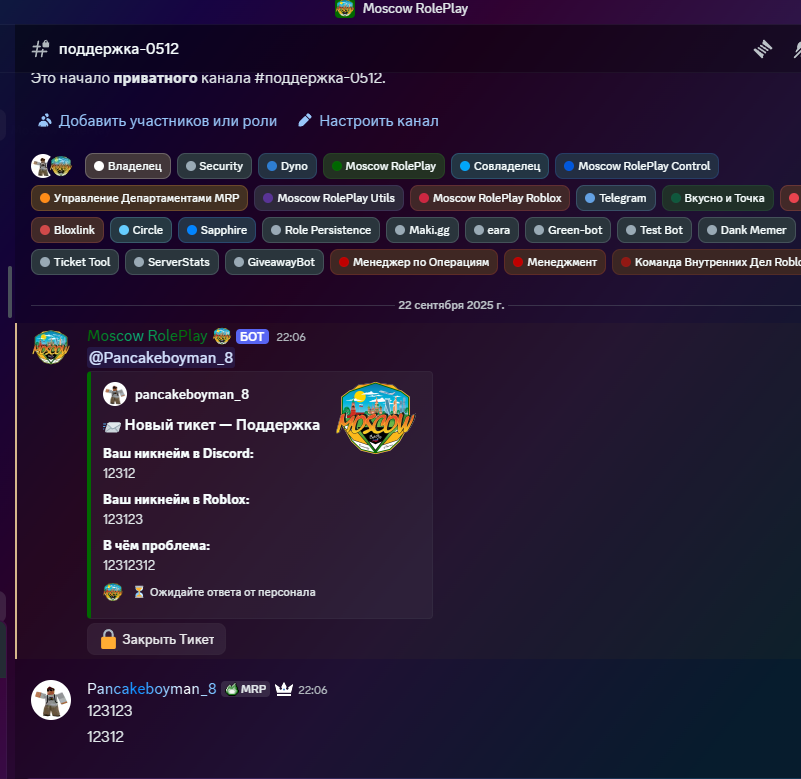 Moscow RolePlay
поддержка-0512
Это начало приватного канала #поддержка-0512.
Добавить участников или роли Настроить канал
Владелец Security Dyno Moscow RolePlay Совладелец Moscow RolePlay Control
Управление Департаментами MRP Moscow RolePlay Utils Moscow RolePlay Roblox Telegram Вкусно и Точка
Bloxlink Circle Sapphire Role Persistence Maki.gg eara Green-bot Test Bot Dank Memer
Ticket Tool ServerStats GiveawayBot Менеджер по Операциям Менеджмент Команда Внутренних Дел Roblo
22 сентября 2025 г.
Moscow RolePlay БОТ 22:06
@Pancakeboyman_8
pancakeboyman_8
Новый тикет — Поддержка
MOSCOW
Ваш никнейм в Discord:
12312
Ваш никнейм в Roblox:
123123
В чём проблема:
12312312
Ожидайте ответа от персонала
Закрыть Тикет
Pancakeboyman_8 MRP 22:06
123123
12312